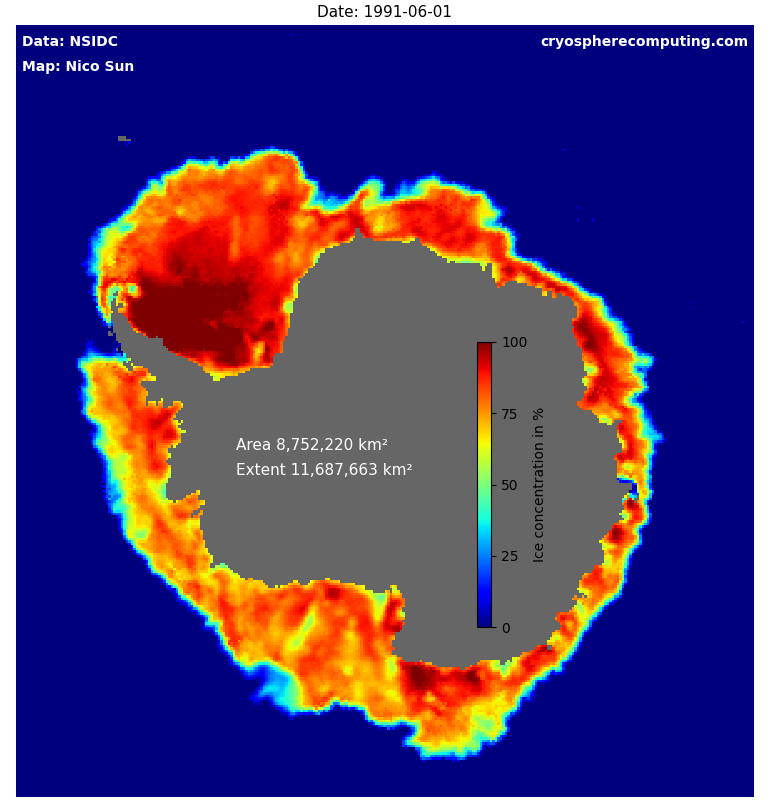 Date: 1991-06-01
Data: NSIDC
cryospherecomputing.com
Map: Nico Sun
100
75
50
25
0
Ice concentration in %
Area 8,752,220 km²
Extent 11,687,663 km²